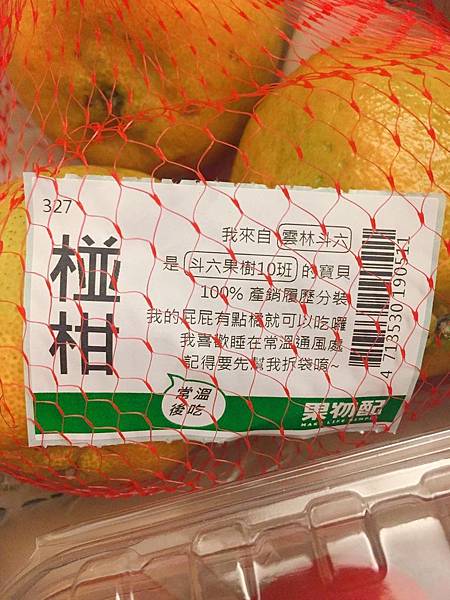 327
椪柑
我來自 雲林斗六
是 斗六果樹10班 的寶貝
100% 產銷履歷分裝
我的屁屁有點橘就可以吃囉
我喜歡睡在常溫通風處
記得要先幫我拆袋唷~
常溫
後吃
果物配
4 713530 190511